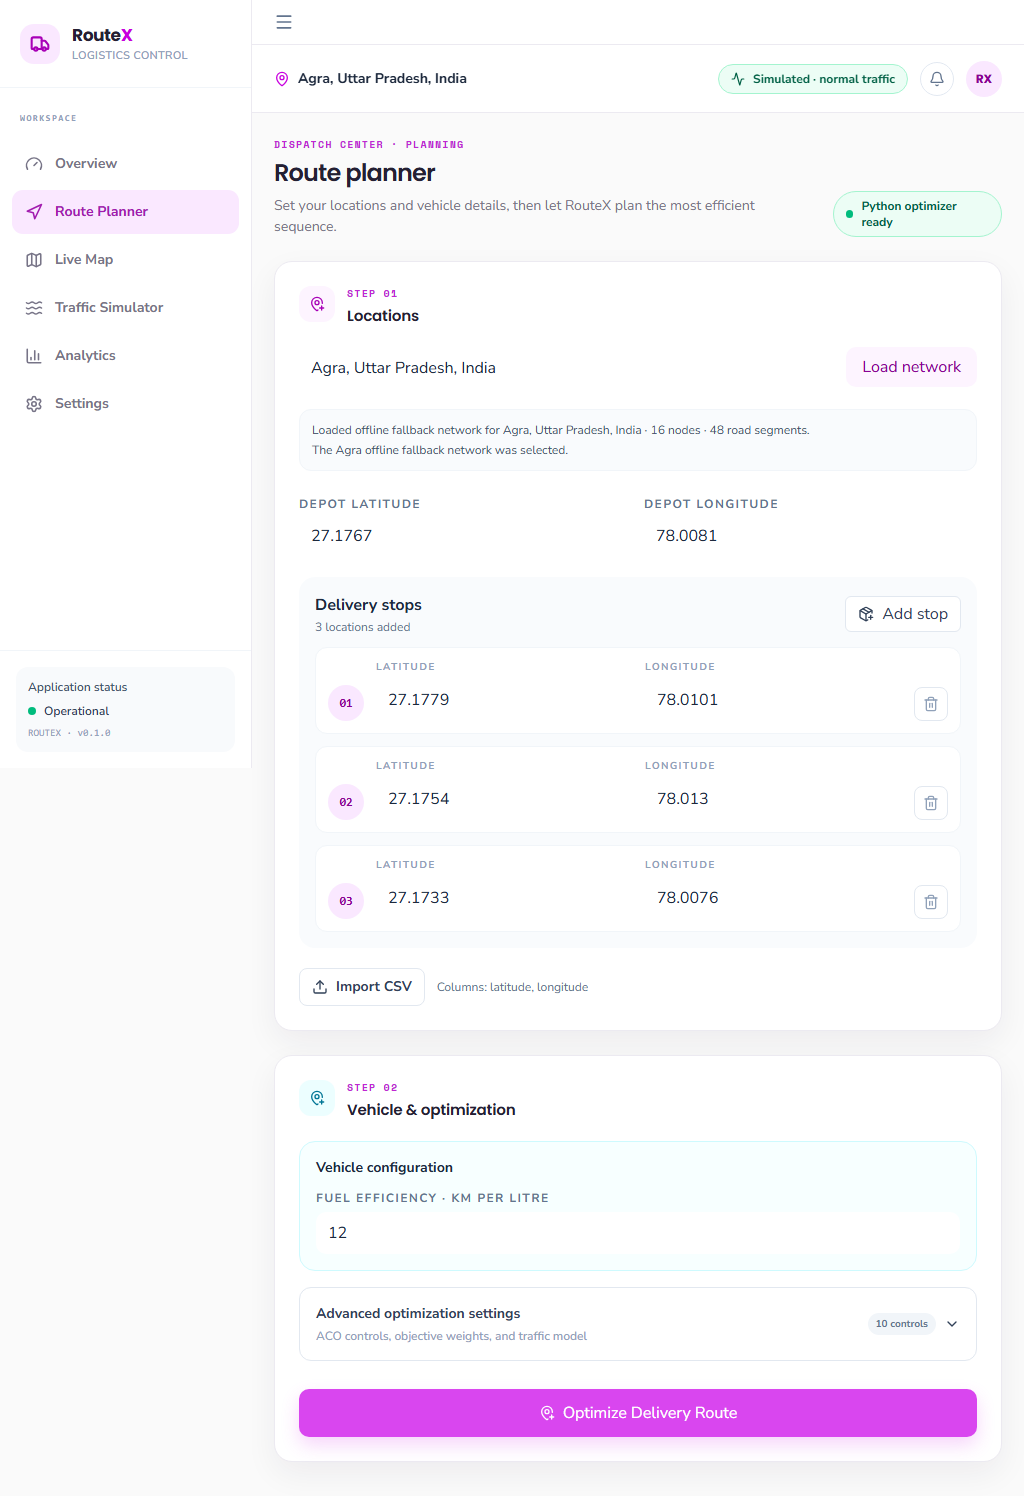 RouteX
LOGISTICS CONTROL
WORKSPACE
Overview
Route Planner
Live Map
Traffic Simulator
Analytics
Settings
Application status
Operational
ROUTEX · v0.1.0
Agra, Uttar Pradesh, India
Simulated · normal traffic
RX
DISPATCH CENTER · PLANNING
Route planner
Set your locations and vehicle details, then let RouteX plan the most efficient
sequence.
Python optimizer
ready
STEP 01
Locations
Agra, Uttar Pradesh, India
Load network
Loaded offline fallback network for Agra, Uttar Pradesh, India · 16 nodes · 48 road segments.
The Agra offline fallback network was selected.
DEPOT LATITUDE
27.1767
DEPOT LONGITUDE
78.0081
Delivery stops
3 locations added
Add stop
LATITUDE
LONGITUDE
01
27.1779
78.0101
LATITUDE
LONGITUDE
02
27.1754
78.013
LATITUDE
LONGITUDE
03
27.1733
78.0076
Import CSV
Columns: latitude, longitude
STEP 02
Vehicle & optimization
Vehicle configuration
FUEL EFFICIENCY · KM PER LITRE
12
Advanced optimization settings
ACO controls, objective weights, and traffic model
10 controls
Optimize Delivery Route